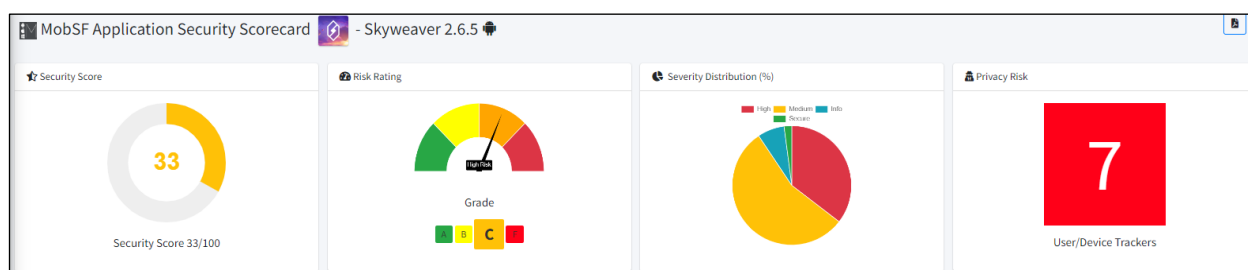 MobSF Application Security Scorecard - Skyweaver 2.6.5
Security Score
33
Security Score 33/100
Risk Rating
High Risk
Grade
A B C F
Severity Distribution (%)
High Medium Info
Secure
Privacy Risk
7
User/Device Trackers